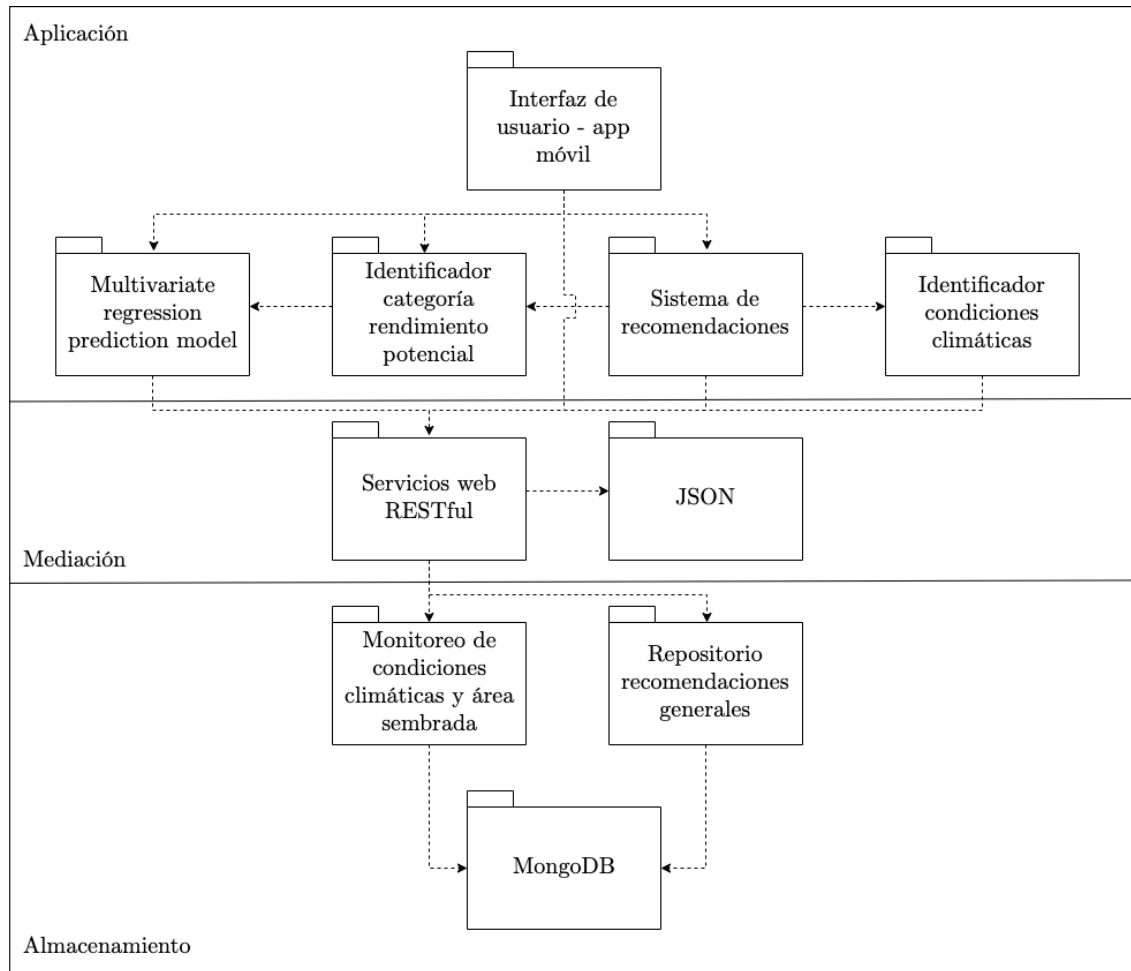 Aplicación
Interfaz de
usuario - app
móvil
Multivariate
regression
prediction model
Identificador
categoría
rendimiento
potencial
Sistema de
recomendaciones
Identificador
condiciones
climáticas
Servicios web
RESTful
JSON
Mediación
Monitoreo de
condiciones
climáticas y área
sembrada
Repositorio
recomendaciones
generales
MongoDB
Almacenamiento